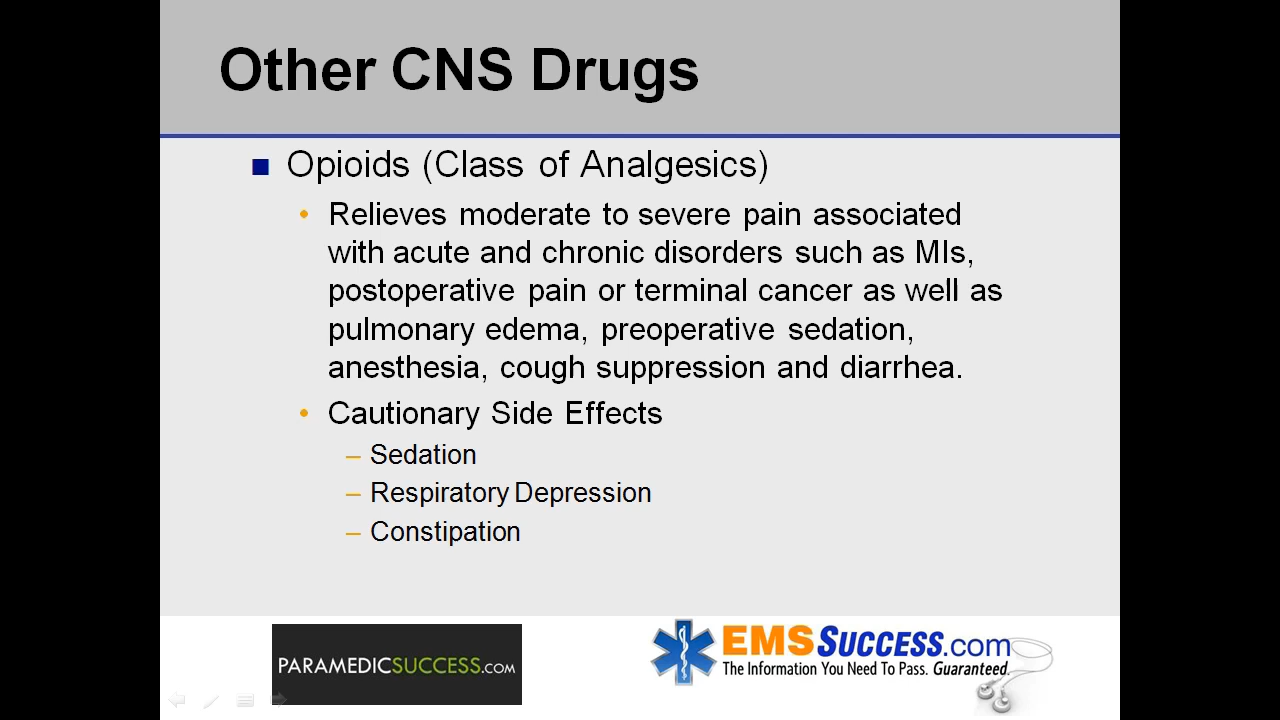 Other CNS Drugs
■ Opioids (Class of Analgesics)
• Relieves moderate to severe pain associated
with acute and chronic disorders such as MIs,
postoperative pain or terminal cancer as well as
pulmonary edema, preoperative sedation,
anesthesia, cough suppression and diarrhea.
• Cautionary Side Effects
– Sedation
– Respiratory Depression
– Constipation
PARAMEDICSUCCESS.COM
EMSSUCCESS.com
The Information You Need To Pass. Guaranteed.